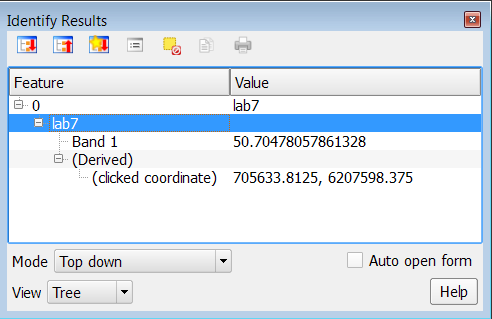 Identify Results
Feature Value
0 lab7
lab7
Band 1 50.70478057861328
(Derived)
(clicked coordinate) 705633.8125, 6207598.375
Mode Top down Auto open form
View Tree Help